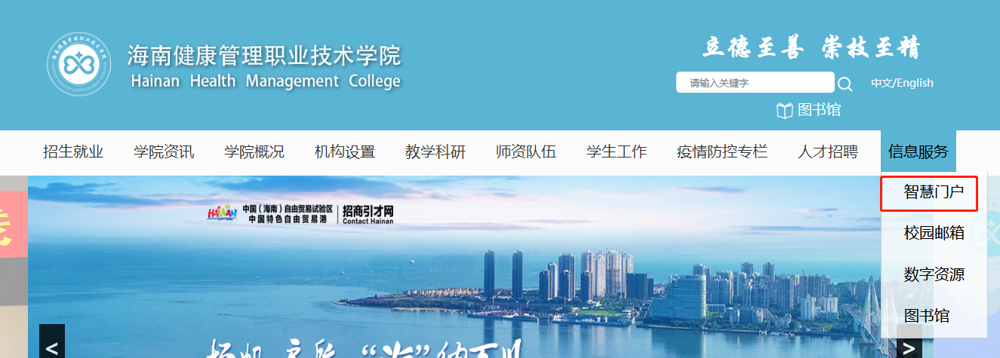 海南健康管理职业技术学院
Hainan Health Management College
立德至善 崇技至精
请输入关键字
中文/English
图书馆
招生就业 学院资讯 学院概况 机构设置 教学科研 师资队伍 学生工作 疫情防控专栏 人才招聘 信息服务
智慧门户
校园邮箱
数字资源
图书馆
HAINAN
中国（海南）自由贸易试验区
中国特色自由贸易港
招商引才网
Contact Hainan
<
>